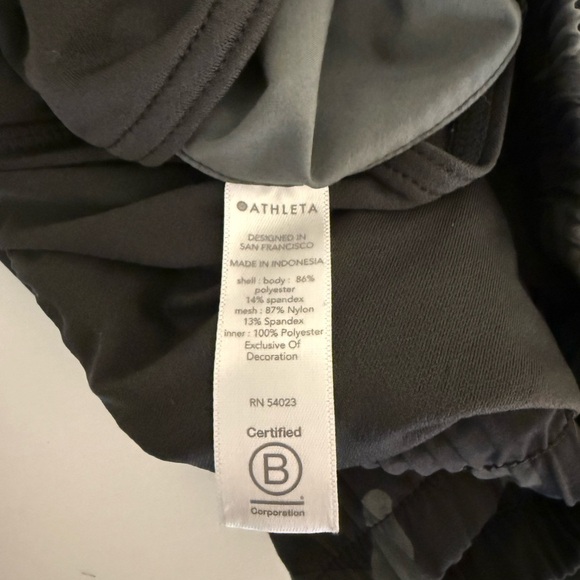 ATHLETA
DESIGNED IN
SAN FRANCISCO
MADE IN INDONESIA
shell : body : 86%
polyester
14% spandex
mesh : 87% Nylon
13% Spandex
inner : 100% Polyester
Exclusive Of
Decoration
RN 54023
Certified
B
Corporation